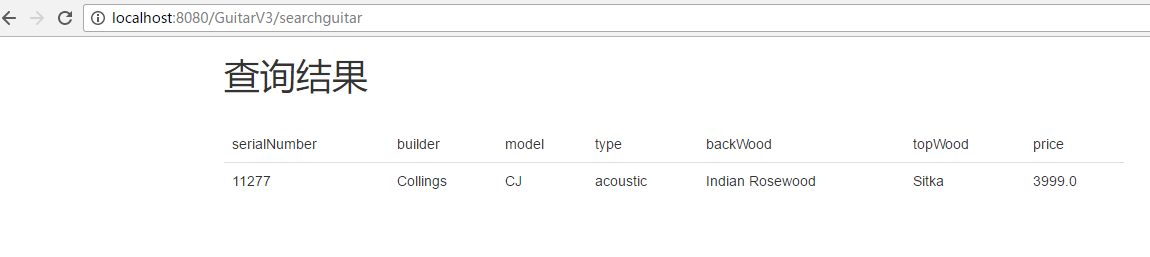 localhost:8080/GuitarV3/searchguitar
查询结果
serialNumber builder model type backWood topWood price
11277 Collings CJ acoustic Indian Rosewood Sitka 3999.0